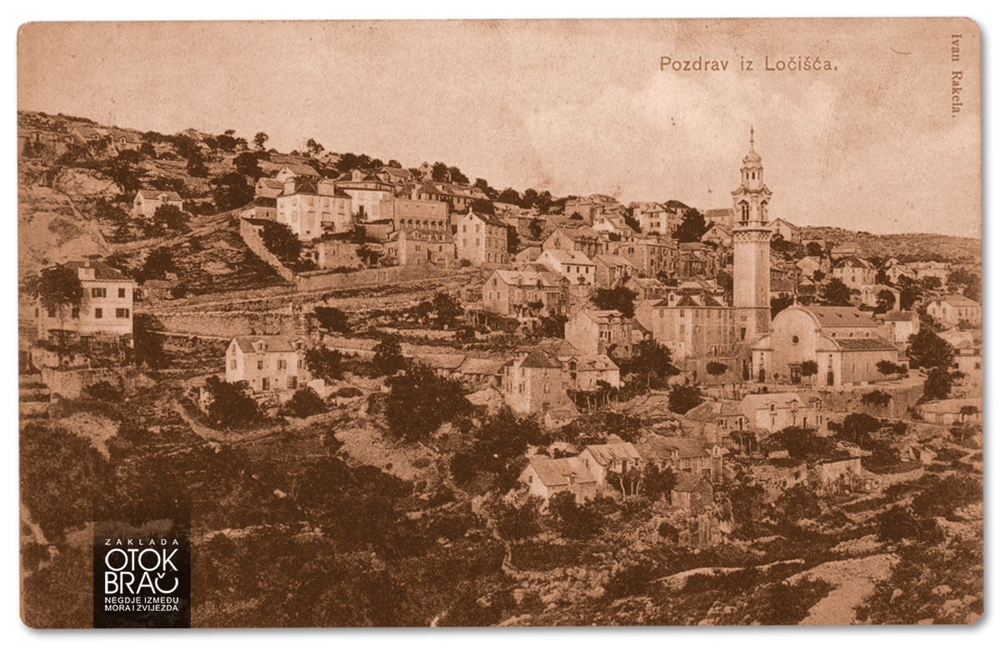 Pozdrav iz Ločišća.
Ivan Rakela.
ZAKLADA
OTOK
BRAČ
NEGDJE IZMEĐU
MORA I ZVIJEZDA